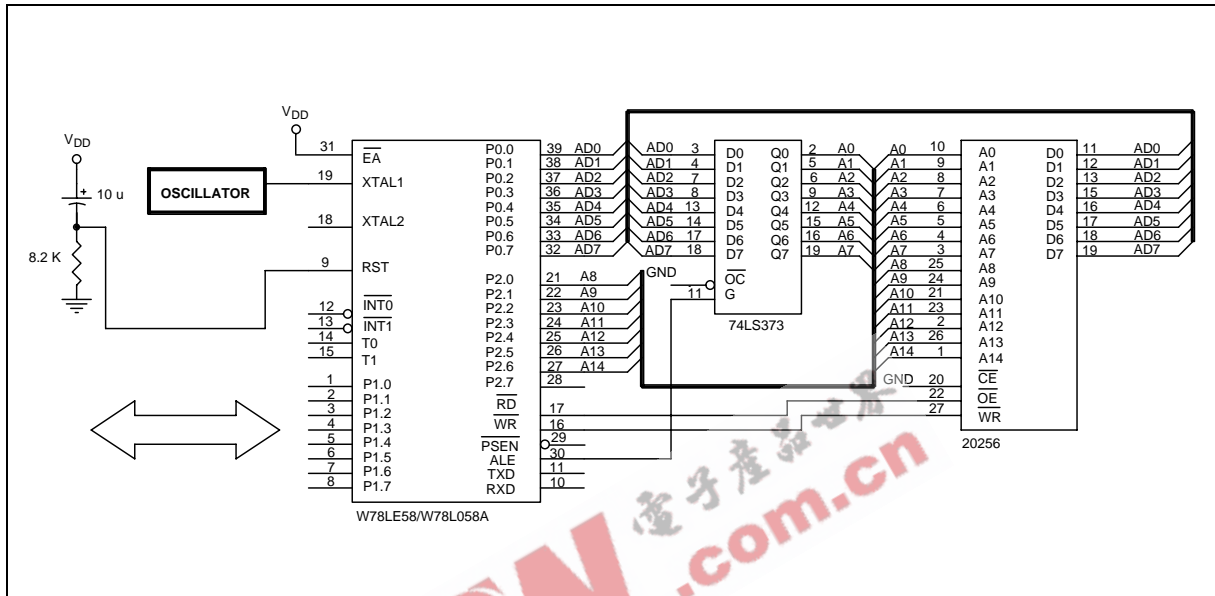 VDD
10 u
8.2 K
OSCILLATOR
VDD
31 EA
19 XTAL1
18 XTAL2
9 RST
12 INT0
13 INT1
14 T0
15 T1
1 P1.0
2 P1.1
3 P1.2
4 P1.3
5 P1.4
6 P1.5
7 P1.6
8 P1.7
P0.0 39 AD0
P0.1 38 AD1
P0.2 37 AD2
P0.3 36 AD3
P0.4 35 AD4
P0.5 34 AD5
P0.6 33 AD6
P0.7 32 AD7
P2.0 21 A8
P2.1 22 A9
P2.2 23 A10
P2.3 24 A11
P2.4 25 A12
P2.5 26 A13
P2.6 27 A14
P2.7 28
RD 17
WR 16
PSEN 29
ALE 30
TXD 11
RXD 10
W78LE58/W78L058A
AD0 3 D0 Q0 2 A0
AD1 4 D1 Q1 5 A1
AD2 7 D2 Q2 6 A2
AD3 8 D3 Q3 9 A3
AD4 13 D4 Q4 12 A4
AD5 14 D5 Q5 15 A5
AD6 17 D6 Q6 16 A6
AD7 18 D7 Q7 19 A7
GND OC
11 G
74LS373
A0 10 A0
A1 9 A1
A2 8 A2
A3 7 A3
A4 6 A4
A5 5 A5
A6 4 A6
A7 3 A7
A8 25 A8
A9 24 A9
A10 21 A10
A11 23 A11
A12 2 A12
A13 26 A13
A14 1 A14
GND 20 CE
22 OE
27 WR
D0 11 AD0
D1 12 AD1
D2 13 AD2
D3 15 AD3
D4 16 AD4
D5 17 AD5
D6 18 AD6
D7 19 AD7
20256
電子產品世界
.com.cn